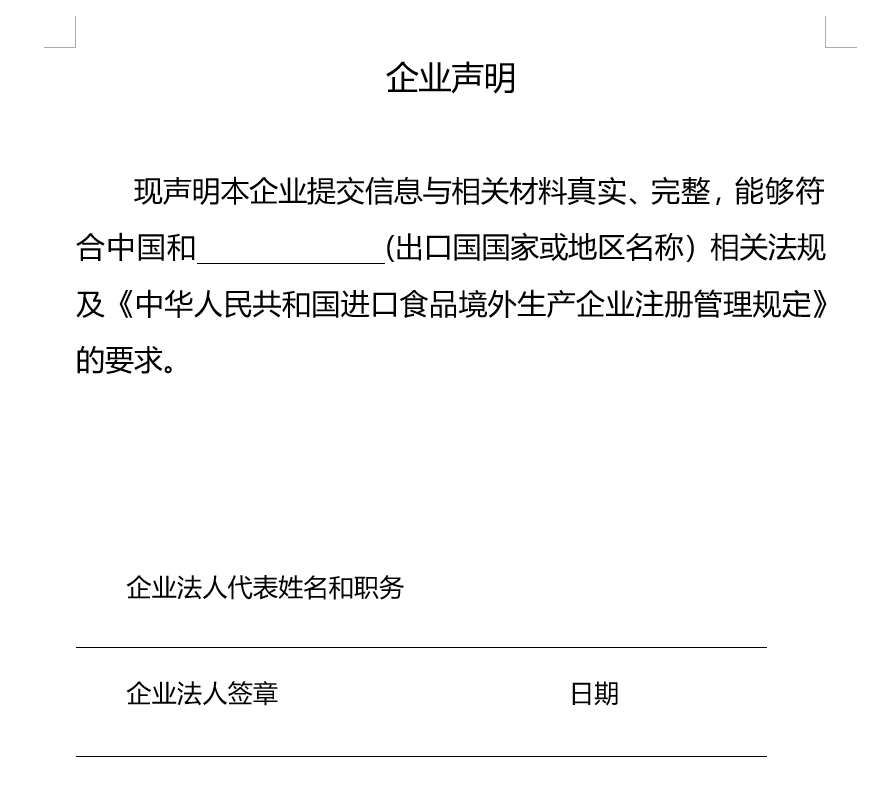 企业声明
现声明本企业提交信息与相关材料真实、完整，能够符
合中国和_____________(出口国国家或地区名称）相关法规
及《中华人民共和国进口食品境外生产企业注册管理规定》
的要求。
企业法人代表姓名和职务
企业法人签章 日期